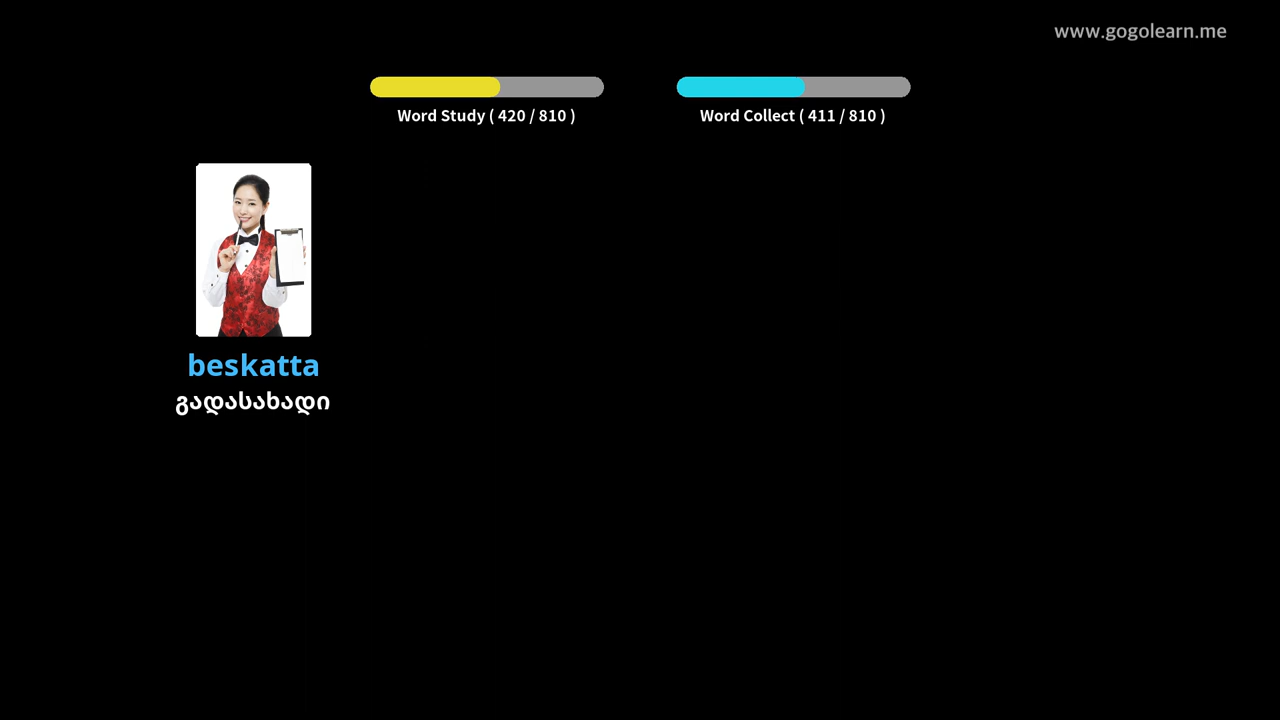 www.gogolearn.me
Word Study ( 420 / 810 )
Word Collect ( 411 / 810 )
beskatta
გადასახადი